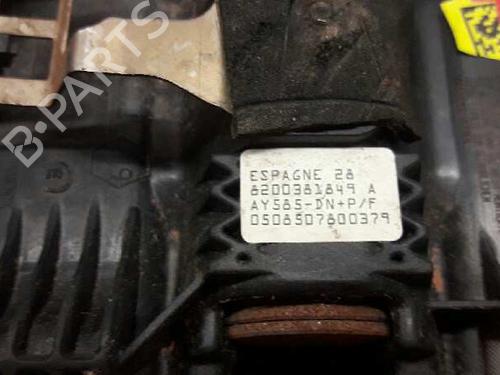 ESPAGNE 28
8200381849 A
AY585-DN+P/F
0508507800379
B-PARTS